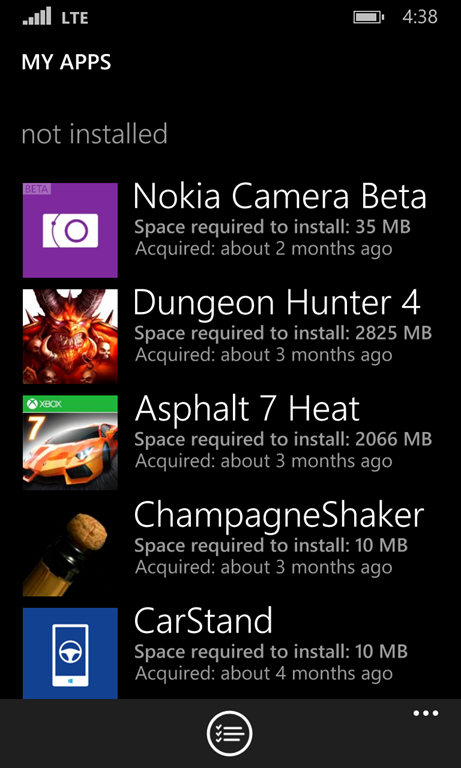 LTE 4:38
MY APPS
not installed
BETA
Nokia Camera Beta
Space required to install: 35 MB
Acquired: about 2 months ago
Dungeon Hunter 4
Space required to install: 2825 MB
Acquired: about 3 months ago
XBOX
7
Asphalt 7 Heat
Space required to install: 2066 MB
Acquired: about 3 months ago
ChampagneShaker
Space required to install: 10 MB
Acquired: about 3 months ago
CarStand
Space required to install: 10 MB
Acquired: about 4 months ago